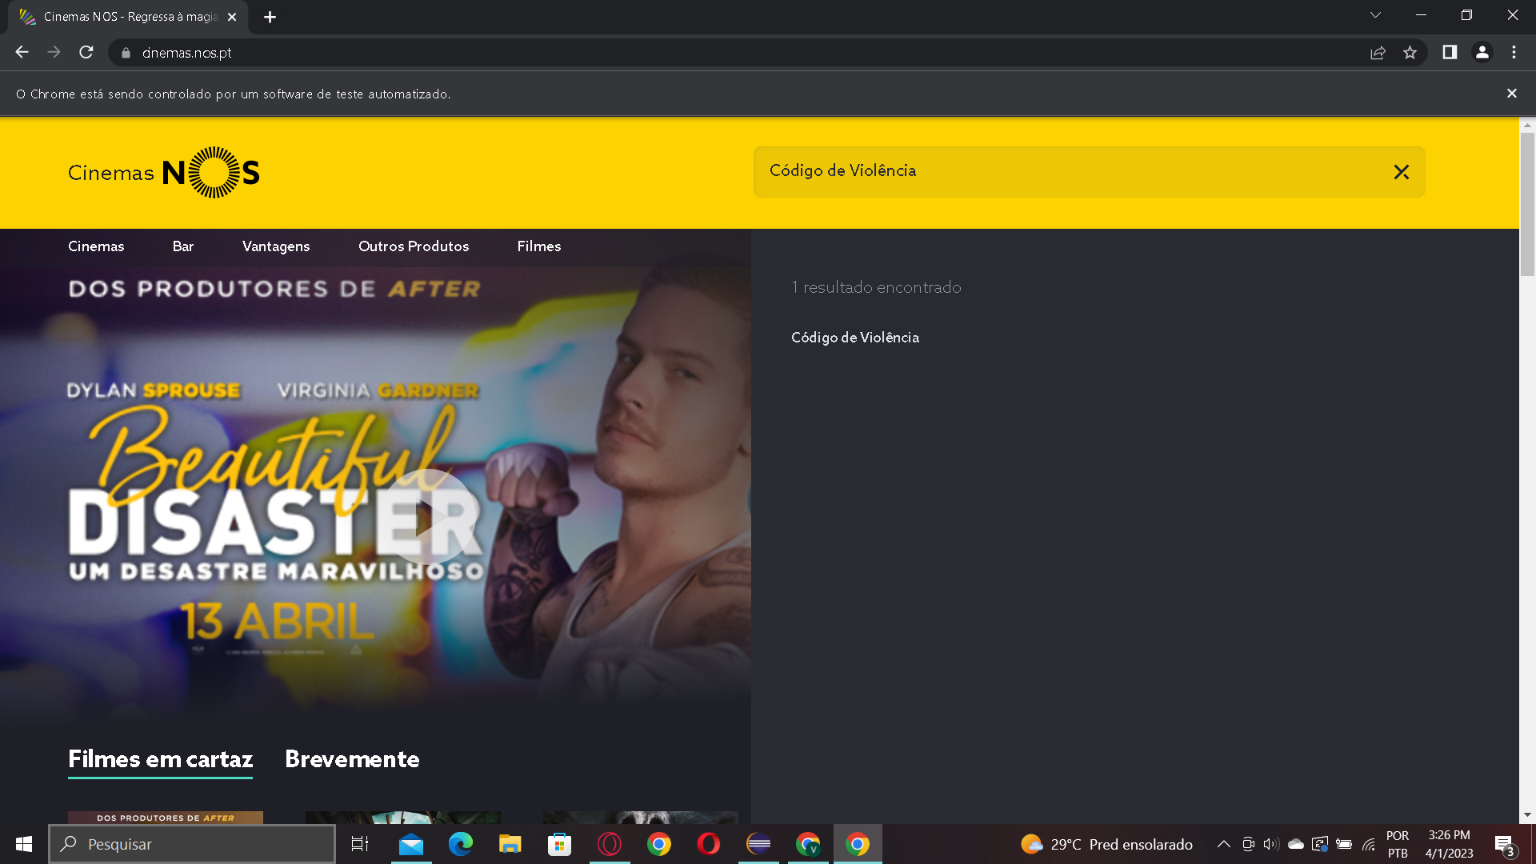 Cinemas NOS - Regressa à magia
cinemas.nos.pt
O Chrome está sendo controlado por um software de teste automatizado.
Cinemas NOS
Código de Violência
Cinemas Bar Vantagens Outros Produtos Filmes
1 resultado encontrado
Código de Violência
DOS PRODUTORES DE AFTER
DYLAN SPROUSE VIRGINIA GARDNER
Beautiful
DISASTER
UM DESASTRE MARAVILHOSO
13 ABRIL
Filmes em cartaz Brevemente
DOS PRODUTORES DE AFTER
Pesquisar
29°C Pred ensolarado
POR
PTB
3:26 PM
4/1/2023
3